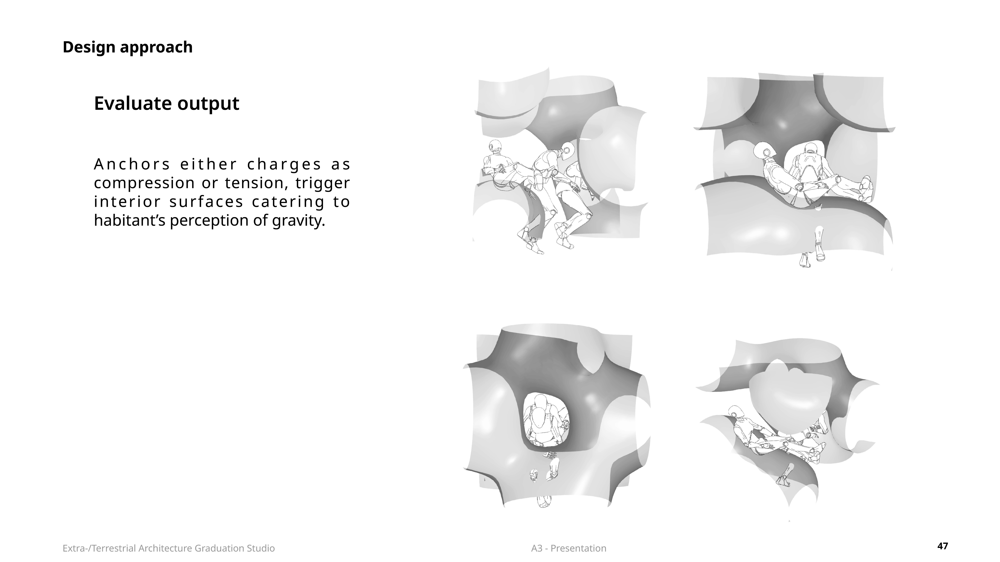 Design approach
Evaluate output
Anchors either charges as
compression or tension, trigger
interior surfaces catering to
habitant’s perception of gravity.
Extra-/Terrestrial Architecture Graduation Studio
A3 - Presentation
47